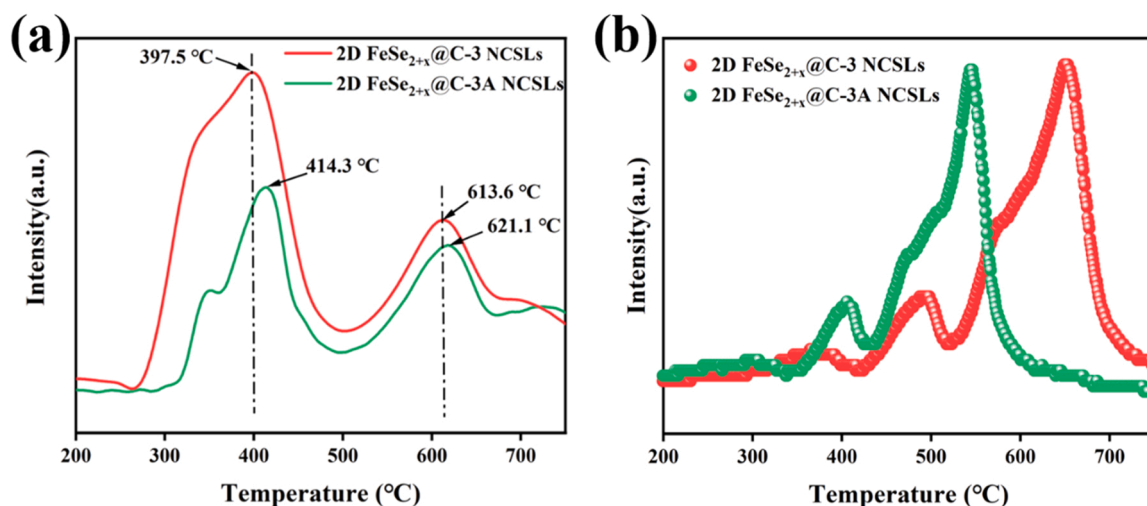 (a)
397.5 ℃
2D FeSe2+x@C-3 NCSLs
2D FeSe2+x@C-3A NCSLs
414.3 ℃
613.6 ℃
621.1 ℃
Intensity(a.u.)
200 300 400 500 600 700
Temperature (℃)
(b)
2D FeSe2+x@C-3 NCSLs
2D FeSe2+x@C-3A NCSLs
Intensity(a.u.)
200 300 400 500 600 700
Temperature (℃)